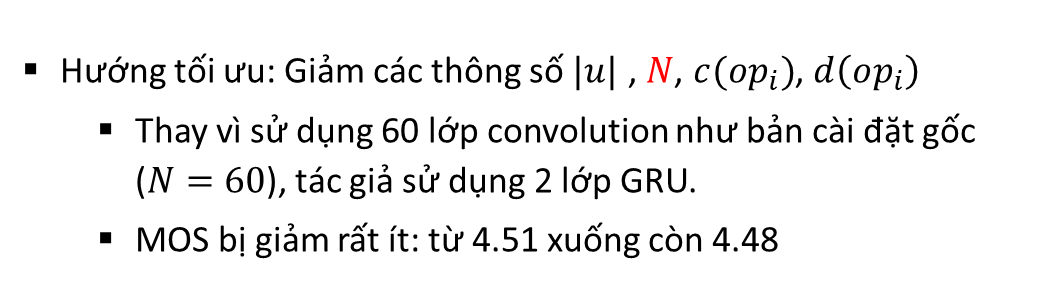 ▪ Hướng tối ưu: Giảm các thông số |u| , N, c(opᵢ), d(opᵢ)
▪ Thay vì sử dụng 60 lớp convolution như bản cài đặt gốc
(N = 60), tác giả sử dụng 2 lớp GRU.
▪ MOS bị giảm rất ít: từ 4.51 xuống còn 4.48